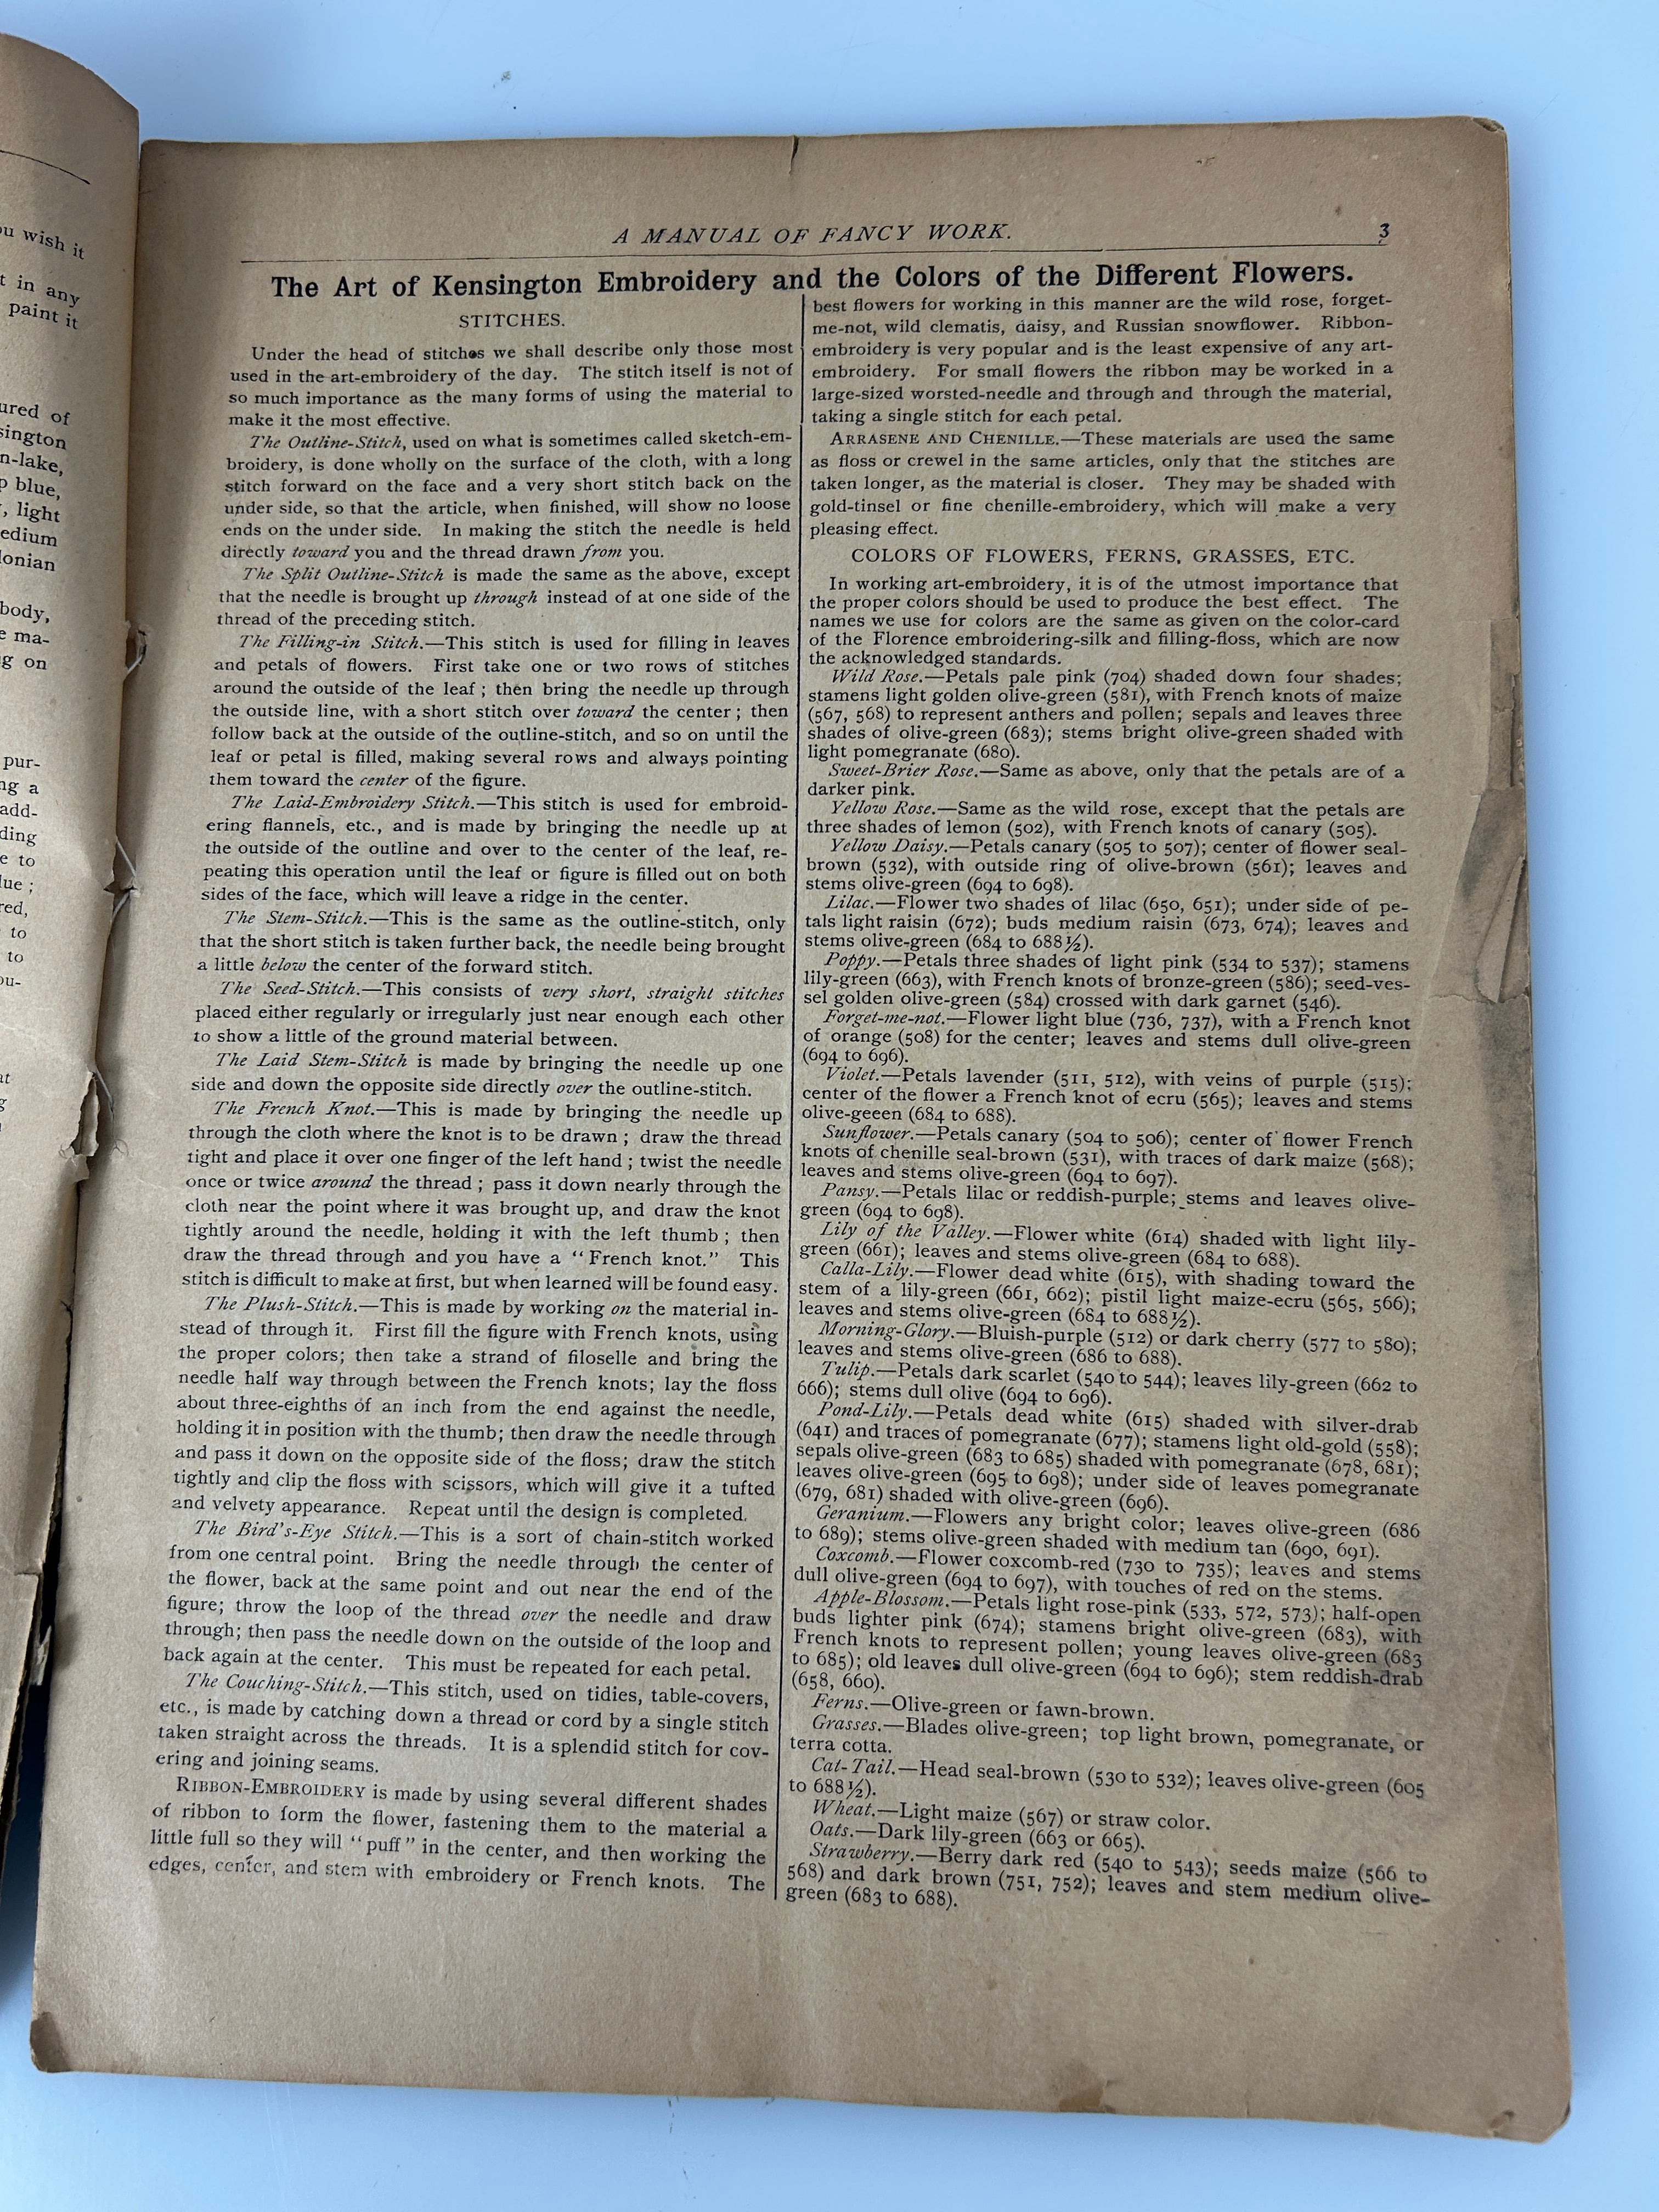 ou wish it
t in any
paint it
ured of
sington
n-lake,
p blue,
, light
edium
lonian
body,
e ma-
g on
pur-
ng a
add-
ding
e to
lue ;
red,
to
to
ou-
at
g
A MANUAL OF FANCY WORK.
3
The Art of Kensington Embroidery and the Colors of the Different Flowers.
STITCHES.
Under the head of stitches we shall describe only those most
used in the art-embroidery of the day. The stitch itself is not of
so much importance as the many forms of using the material to
make it the most effective.
The Outline-Stitch, used on what is sometimes called sketch-em-
broidery, is done wholly on the surface of the cloth, with a long
stitch forward on the face and a very short stitch back on the
under side, so that the article, when finished, will show no loose
ends on the under side. In making the stitch the needle is held
directly toward you and the thread drawn from you.
The Split Outline-Stitch is made the same as the above, except
that the needle is brought up through instead of at one side of the
thread of the preceding stitch.
The Filling-in Stitch.—This stitch is used for filling in leaves
and petals of flowers. First take one or two rows of stitches
around the outside of the leaf ; then bring the needle up through
the outside line, with a short stitch over toward the center ; then
follow back at the outside of the outline-stitch, and so on until the
leaf or petal is filled, making several rows and always pointing
them toward the center of the figure.
The Laid-Embroidery Stitch.—This stitch is used for embroid-
ering flannels, etc., and is made by bringing the needle up at
the outside of the outline and over to the center of the leaf, re-
peating this operation until the leaf or figure is filled out on both
sides of the face, which will leave a ridge in the center.
The Stem-Stitch.—This is the same as the outline-stitch, only
that the short stitch is taken further back, the needle being brought
a little below the center of the forward stitch.
The Seed-Stitch.—This consists of very short, straight stitches
placed either regularly or irregularly just near enough each other
to show a little of the ground material between.
The Laid Stem-Stitch is made by bringing the needle up one
side and down the opposite side directly over the outline-stitch.
The French Knot.—This is made by bringing the needle up
through the cloth where the knot is to be drawn ; draw the thread
tight and place it over one finger of the left hand ; twist the needle
once or twice around the thread ; pass it down nearly through the
cloth near the point where it was brought up, and draw the knot
tightly around the needle, holding it with the left thumb ; then
draw the thread through and you have a "French knot." This
stitch is difficult to make at first, but when learned will be found easy.
The Plush-Stitch.—This is made by working on the material in-
stead of through it. First fill the figure with French knots, using
the proper colors; then take a strand of filoselle and bring the
needle half way through between the French knots; lay the floss
about three-eighths of an inch from the end against the needle,
holding it in position with the thumb; then draw the needle through
and pass it down on the opposite side of the floss; draw the stitch
tightly and clip the floss with scissors, which will give it a tufted
and velvety appearance. Repeat until the design is completed.
The Bird's-Eye Stitch.—This is a sort of chain-stitch worked
from one central point. Bring the needle through the center of
the flower, back at the same point and out near the end of the
figure; throw the loop of the thread over the needle and draw
through; then pass the needle down on the outside of the loop and
back again at the center. This must be repeated for each petal.
The Couching-Stitch.—This stitch, used on tidies, table-covers,
etc., is made by catching down a thread or cord by a single stitch
taken straight across the threads. It is a splendid stitch for cov-
ering and joining seams.
RIBBON-EMBROIDERY is made by using several different shades
of ribbon to form the flower, fastening them to the material a
little full so they will "puff" in the center, and then working the
edges, center, and stem with embroidery or French knots. The
best flowers for working in this manner are the wild rose, forget-
me-not, wild clematis, daisy, and Russian snowflower. Ribbon-
embroidery is very popular and is the least expensive of any art-
embroidery. For small flowers the ribbon may be worked in a
large-sized worsted-needle and through and through the material,
taking a single stitch for each petal.
ARRASENE AND CHENILLE.—These materials are used the same
as floss or crewel in the same articles, only that the stitches are
taken longer, as the material is closer. They may be shaded with
gold-tinsel or fine chenille-embroidery, which will make a very
pleasing effect.
COLORS OF FLOWERS, FERNS, GRASSES, ETC.
In working art-embroidery, it is of the utmost importance that
the proper colors should be used to produce the best effect. The
names we use for colors are the same as given on the color-card
of the Florence embroidering-silk and filling-floss, which are now
the acknowledged standards.
Wild Rose.—Petals pale pink (704) shaded down four shades;
stamens light golden olive-green (581), with French knots of maize
(567, 568) to represent anthers and pollen; sepals and leaves three
shades of olive-green (683); stems bright olive-green shaded with
light pomegranate (680).
Sweet-Brier Rose.—Same as above, only that the petals are of a
darker pink.
Yellow Rose.—Same as the wild rose, except that the petals are
three shades of lemon (502), with French knots of canary (505).
Yellow Daisy.—Petals canary (505 to 507); center of flower seal-
brown (532), with outside ring of olive-brown (561); leaves and
stems olive-green (694 to 698).
Lilac.—Flower two shades of lilac (650, 651); under side of pe-
tals light raisin (672); buds medium raisin (673, 674); leaves and
stems olive-green (684 to 688½).
Poppy.—Petals three shades of light pink (534 to 537); stamens
lily-green (663), with French knots of bronze-green (586); seed-ves-
sel golden olive-green (584) crossed with dark garnet (546).
Forget-me-not.—Flower light blue (736, 737), with a French knot
of orange (508) for the center; leaves and stems dull olive-green
(694 to 696).
Violet.—Petals lavender (511, 512), with veins of purple (515);
center of the flower a French knot of ecru (565); leaves and stems
olive-geeen (684 to 688).
Sunflower.—Petals canary (504 to 506); center of flower French
knots of chenille seal-brown (531), with traces of dark maize (568);
leaves and stems olive-green (694 to 697).
Pansy.—Petals lilac or reddish-purple; stems and leaves olive-
green (694 to 698).
Lily of the Valley.—Flower white (614) shaded with light lily-
green (661); leaves and stems olive-green (684 to 688).
Calla-Lily.—Flower dead white (615), with shading toward the
stem of a lily-green (661, 662); pistil light maize-ecru (565, 566);
leaves and stems olive-green (684 to 688½).
Morning-Glory.—Bluish-purple (512) or dark cherry (577 to 580);
leaves and stems olive-green (686 to 688).
Tulip.—Petals dark scarlet (540 to 544); leaves lily-green (662 to
666); stems dull olive (694 to 696).
Pond-Lily.—Petals dead white (615) shaded with silver-drab
(641) and traces of pomegranate (677); stamens light old-gold (558);
sepals olive-green (683 to 685) shaded with pomegranate (678, 681);
leaves olive-green (695 to 698); under side of leaves pomegranate
(679, 681) shaded with olive-green (696).
Geranium.—Flowers any bright color; leaves olive-green (686
to 689); stems olive-green shaded with medium tan (690, 691).
Coxcomb.—Flower coxcomb-red (730 to 735); leaves and stems
dull olive-green (694 to 697), with touches of red on the stems.
Apple-Blossom.—Petals light rose-pink (533, 572, 573); half-open
buds lighter pink (674); stamens bright olive-green (683), with
French knots to represent pollen; young leaves olive-green (683
to 685); old leaves dull olive-green (694 to 696); stem reddish-drab
(658, 660).
Ferns.—Olive-green or fawn-brown.
Grasses.—Blades olive-green; top light brown, pomegranate, or
terra cotta.
Cat-Tail.—Head seal-brown (530 to 532); leaves olive-green (605
to 688½).
Wheat.—Light maize (567) or straw color.
Oats.—Dark lily-green (663 or 665).
Strawberry.—Berry dark red (540 to 543); seeds maize (566 to
568) and dark brown (751, 752); leaves and stem medium olive-
green (683 to 688).